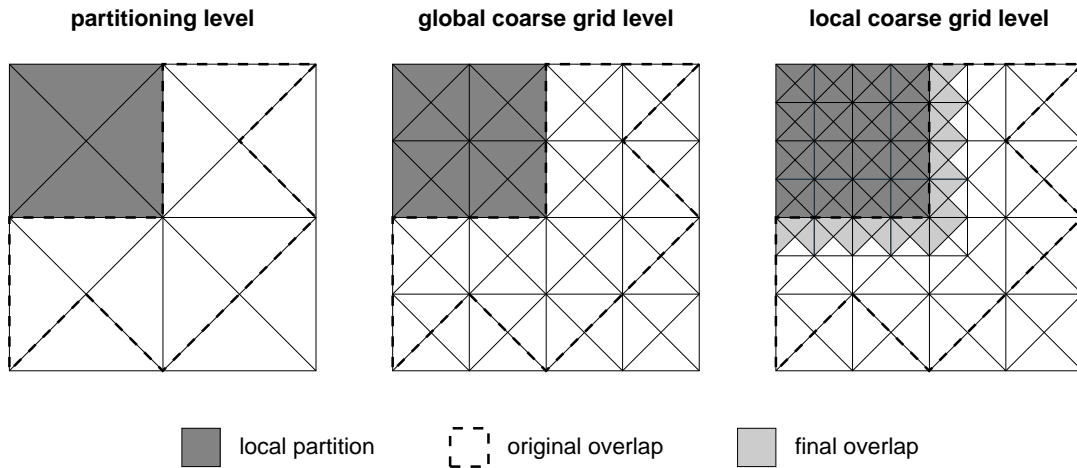 partitioning level
global coarse grid level
local coarse grid level
local partition
original overlap
final overlap